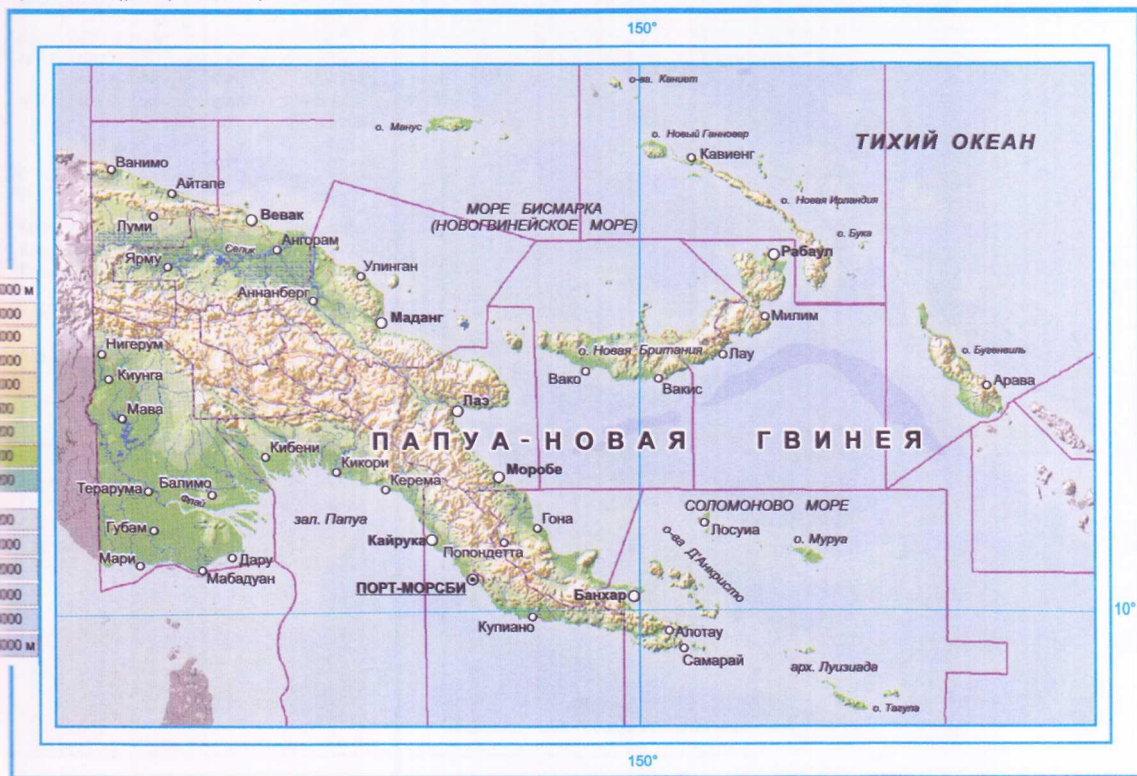 150°
о-ва. Каниет
о. Манус
о. Новый Ганновер
Кавиенг
ТИХИЙ ОКЕАН
Ванимо
Айтапе
о. Новая Ирландия
МОРЕ БИСМАРКА
(НОВОГВИНЕЙСКОЕ МОРЕ)
Вевак
Луми
о. Бука
Ангорам
Сепик
Рабаул
Ярму
Улинган
Аннанберг
Маданг
Милим
Нигерум
о. Новая Британия
Лау
о. Бугенвиль
Киунга
Вако
Вакис
Арава
Мава
Лаэ
ПАПУА-НОВАЯ ГВИНЕЯ
Кибени
Кикори
Моробе
Керема
Терарума
Балимо
Флай
СОЛОМОНОВО МОРЕ
зал. Папуа
Гона
Лосуиа
Губам
Кайрука
Попондетта
о. Муруа
о-ва Д'Анкристо
Мари
Дару
Мабадуан
ПОРТ-МОРСБИ
Банхар
10°
Купиано
Алотау
Самарай
арх. Луизиада
о. Тагула
150°